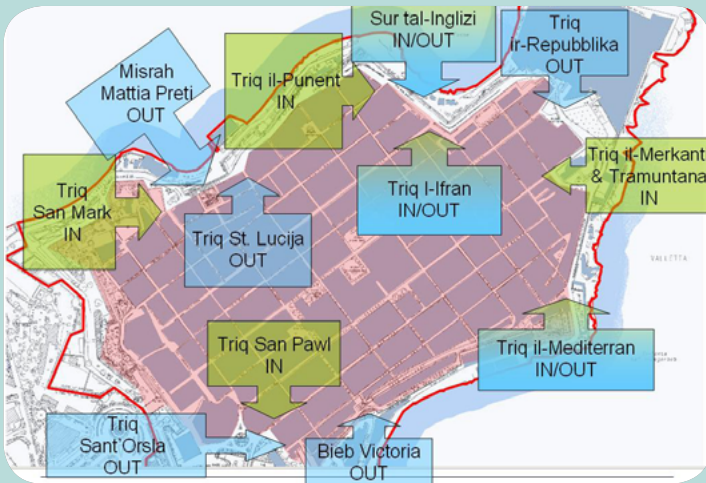 Sur tal-Inglizi
IN/OUT
Triq
ir-Repubblika
OUT
Misrah
Mattia Preti
OUT
Triq il-Punent
IN
Triq il-Merkanti
& Tramuntana
IN
Triq
San Mark
IN
Triq l-Ifran
IN/OUT
Triq St. Lucija
OUT
VALLETTA
Triq San Pawl
IN
Triq il-Mediterran
IN/OUT
Triq
Sant'Orsla
OUT
Bieb Victoria
OUT